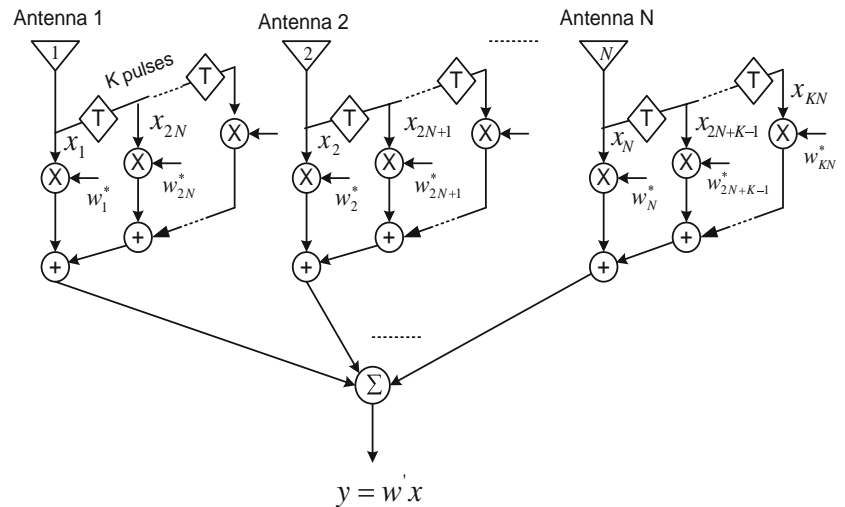 Antenna 1 Antenna 2 Antenna N
1 2 N
K pulses
T T T T T T
x_1 x_{2N} x_2 x_{2N+1} x_N x_{2N+K-1} x_{KN}
X X X X X X X X X
w_1^* w_{2N}^* w_2^* w_{2N+1}^* w_N^* w_{2N+K-1}^* w_{KN}^*
+ + + + + +
Σ
y = w'x